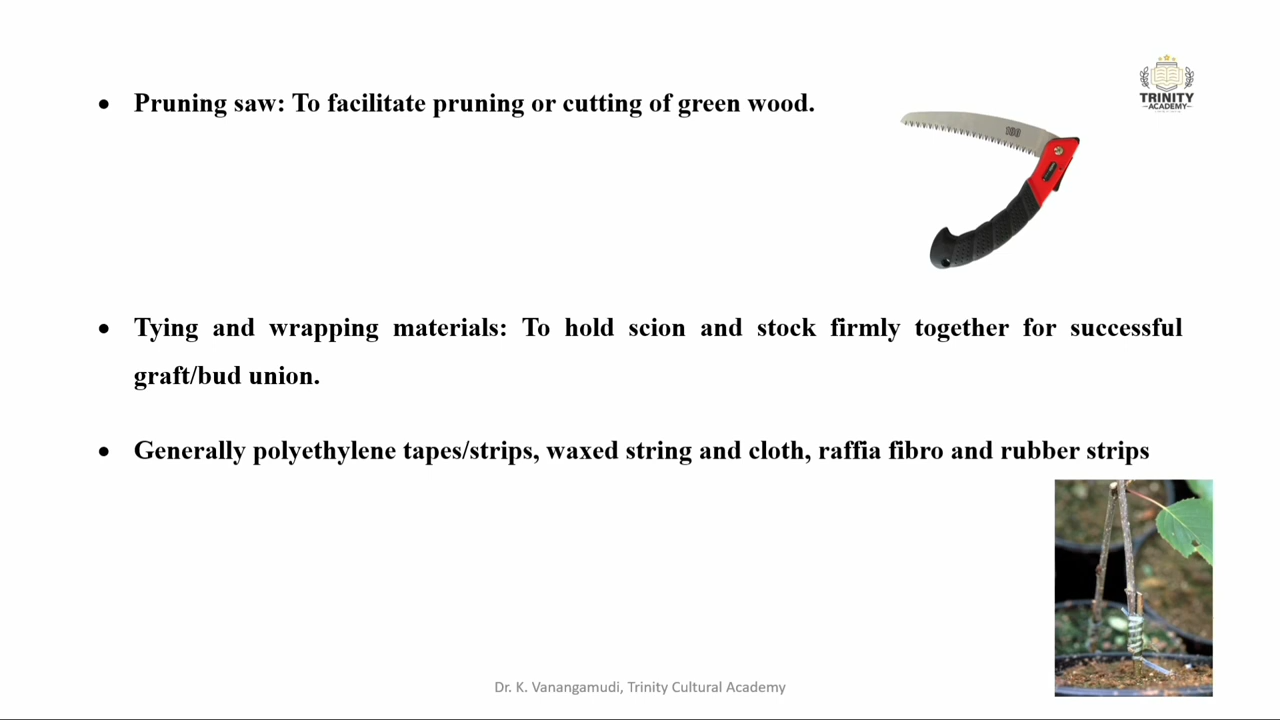 TRINITY
ACADEMY
• Pruning saw: To facilitate pruning or cutting of green wood.
• Tying and wrapping materials: To hold scion and stock firmly together for successful
graft/bud union.
• Generally polyethylene tapes/strips, waxed string and cloth, raffia fibro and rubber strips
Dr. K. Vanangamudi, Trinity Cultural Academy